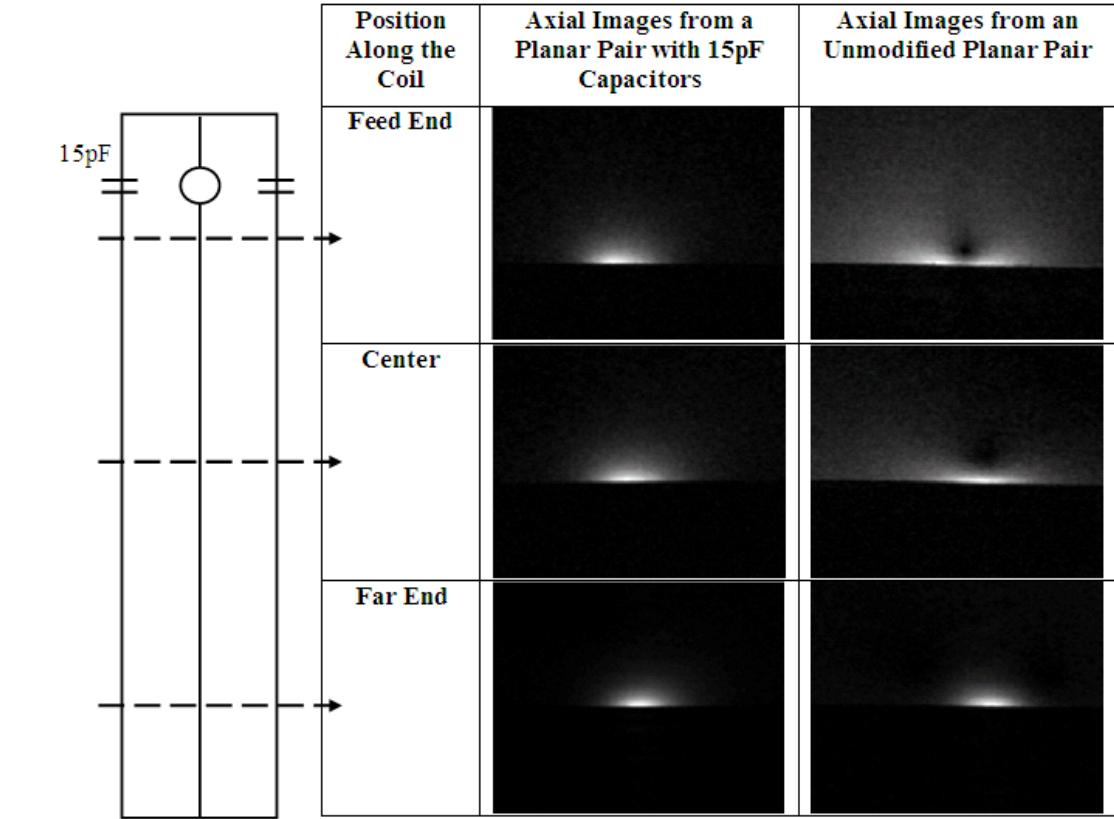 Position
Along the
Coil
Axial Images from a
Planar Pair with 15pF
Capacitors
Axial Images from an
Unmodified Planar Pair
15pF
Feed End
Center
Far End